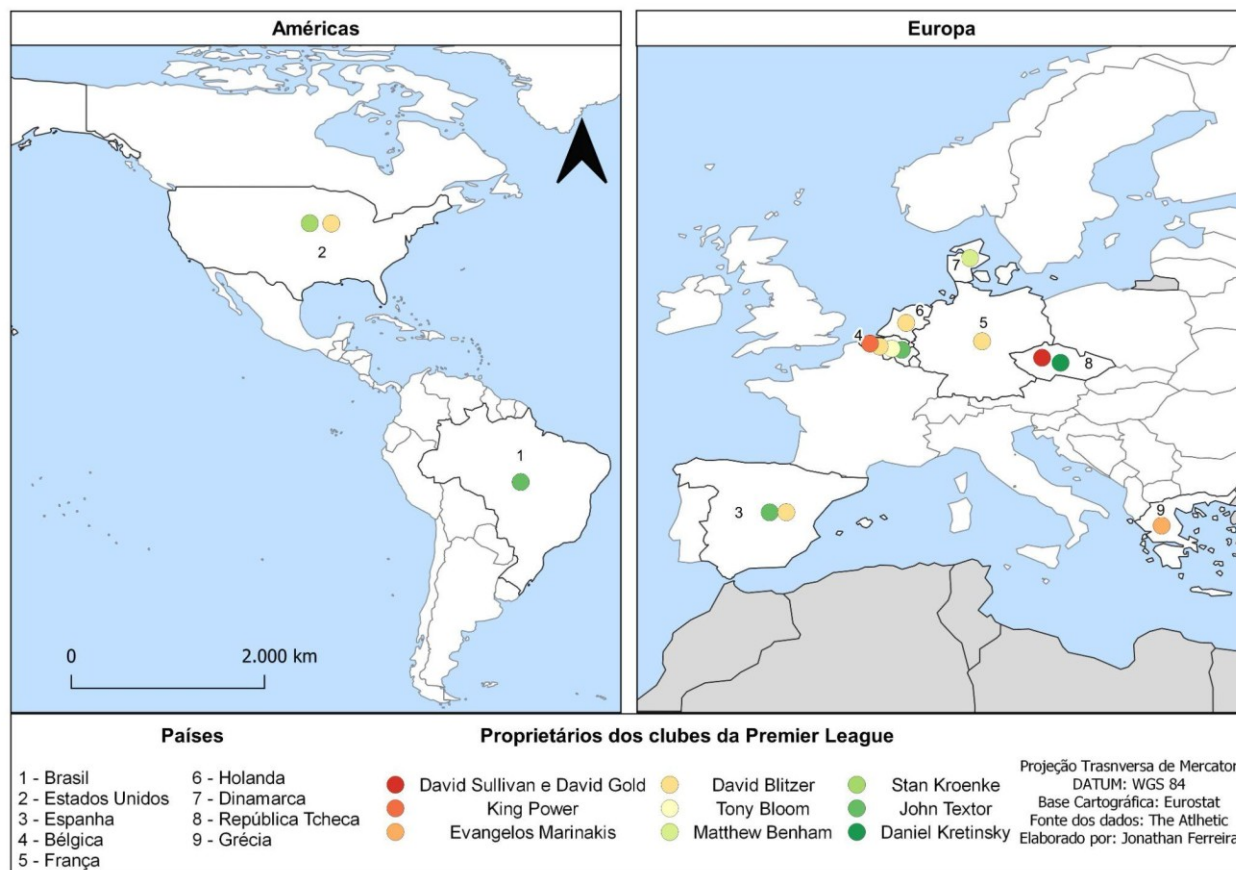 Américas
Europa
2
1
0
2.000 km
7
6
5
4
8
3
9
Países
1 - Brasil
2 - Estados Unidos
3 - Espanha
4 - Bélgica
5 - França
6 - Holanda
7 - Dinamarca
8 - República Tcheca
9 - Grécia
Proprietários dos clubes da Premier League
David Sullivan e David Gold
King Power
Evangelos Marinakis
David Blitzer
Tony Bloom
Matthew Benham
Stan Kroenke
John Textor
Daniel Kretinsky
Projeção Trasnversa de Mercator
DATUM: WGS 84
Base Cartográfica: Eurostat
Fonte dos dados: The Atlhetic
Elaborado por: Jonathan Ferreira